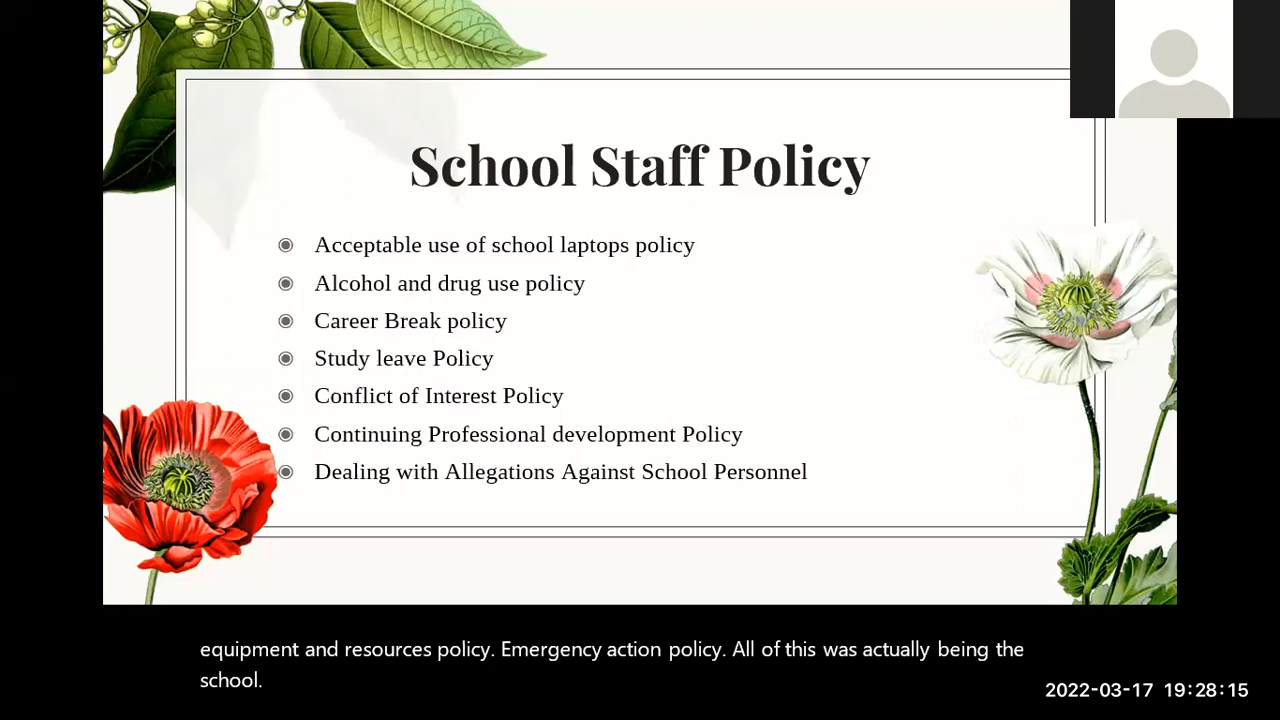 School Staff Policy
Acceptable use of school laptops policy
Alcohol and drug use policy
Career Break policy
Study leave Policy
Conflict of Interest Policy
Continuing Professional development Policy
Dealing with Allegations Against School Personnel
equipment and resources policy. Emergency action policy. All of this was actually being the
school.
2022-03-17 19:28:15